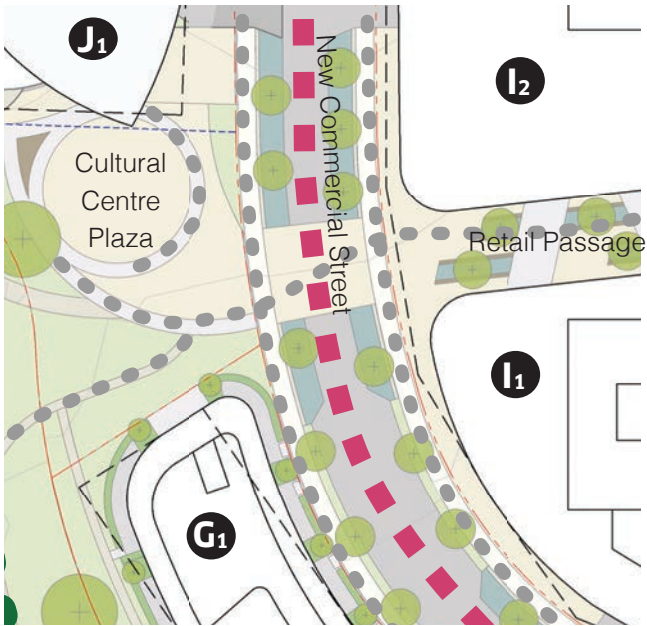 J1
New Commercial Street
I2
Cultural
Centre
Plaza
Retail Passage
I1
G1